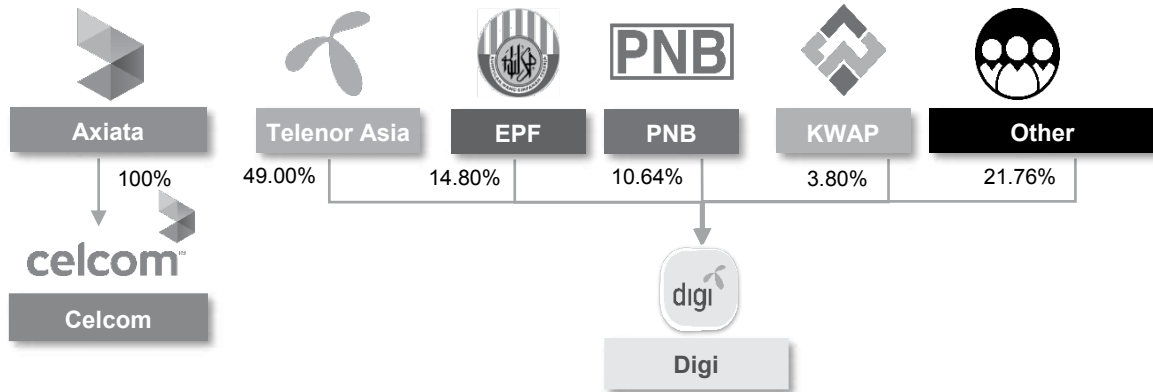 PNB
Axiata
Telenor Asia
EPF
PNB
KWAP
Other
100%
49.00%
14.80%
10.64%
3.80%
21.76%
celcom™
Celcom
digi
Digi